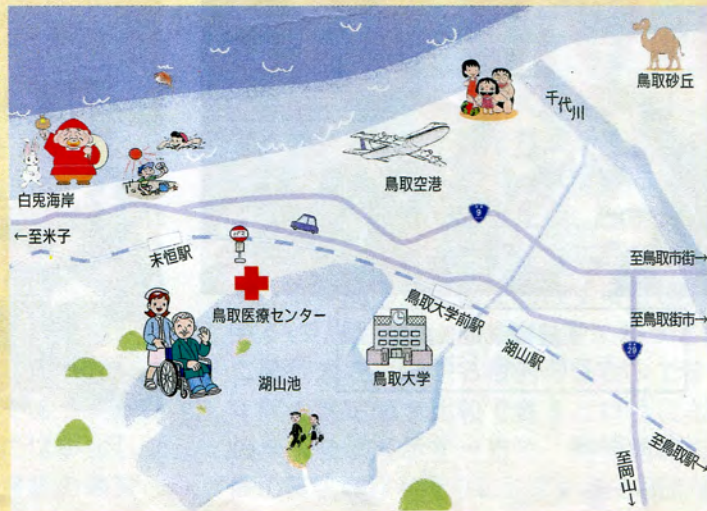 鳥取砂丘
千代川
鳥取空港
白兎海岸
←至米子
末恒駅
9
至鳥取市街→
鳥取医療センター
鳥取大学前駅
至鳥取街市→
湖山駅
29
湖山池
鳥取大学
至鳥取駅→
至岡山→